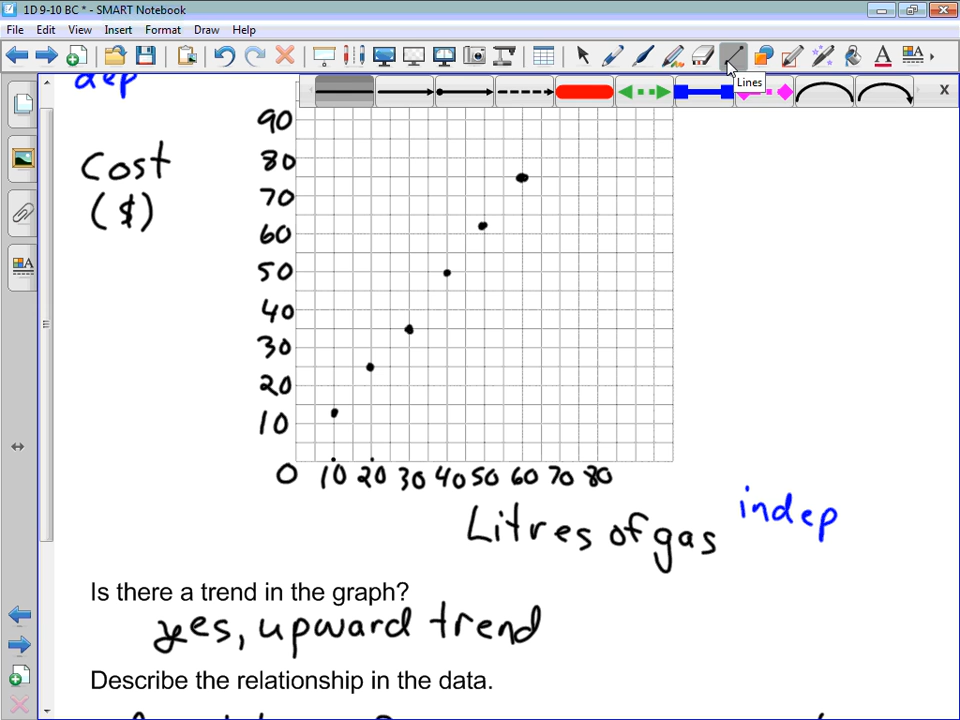 1D 9-10 BC * - SMART Notebook
File Edit View Insert Format Draw Help
Lines
dep
90
80
70
60
50
40
30
20
10
0 10 20 30 40 50 60 70 80
Cost
($)
Litres of gas
indep
Is there a trend in the graph?
yes, upward trend
Describe the relationship in the data.